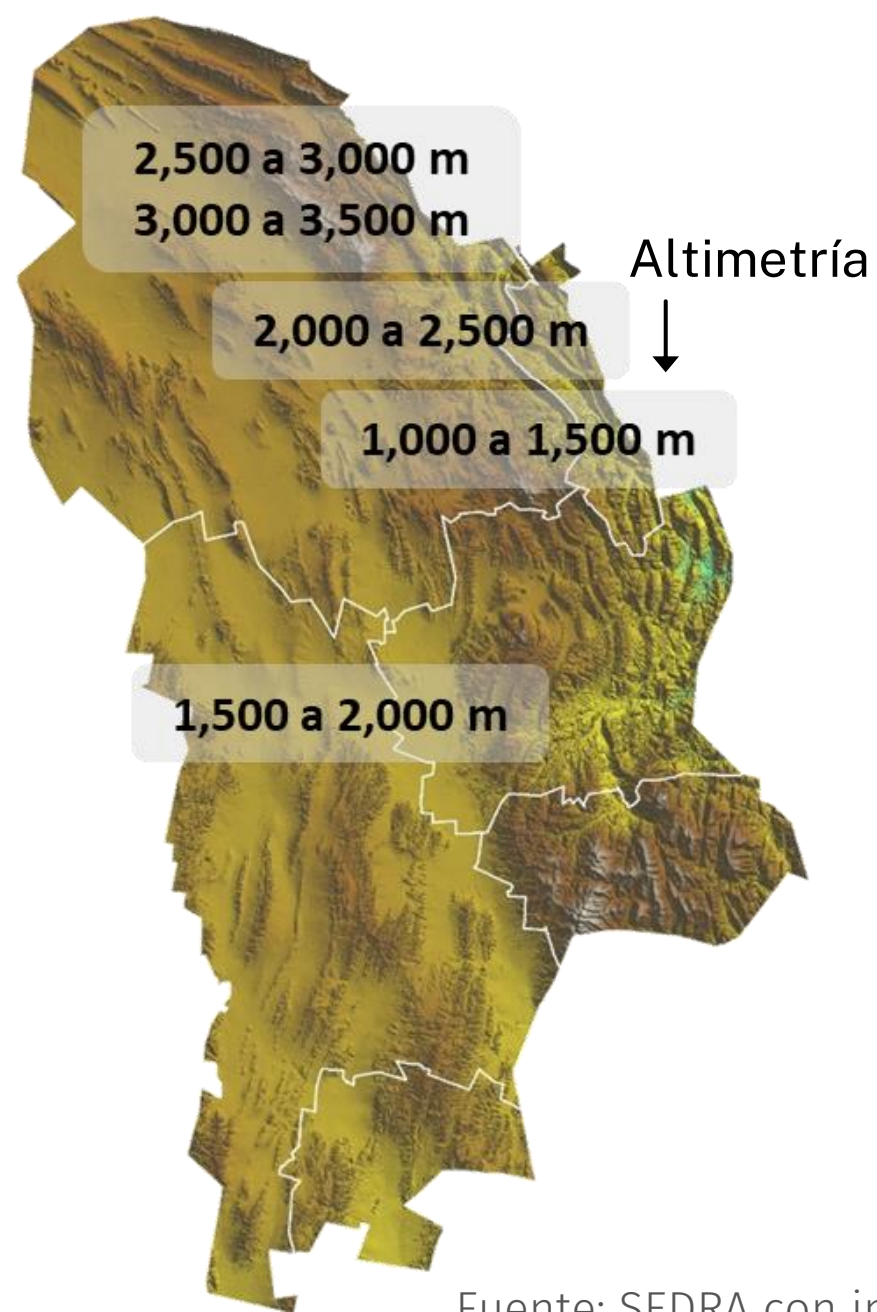 2,500 a 3,000 m
3,000 a 3,500 m
Altimetría
2,000 a 2,500 m
1,000 a 1,500 m
1,500 a 2,000 m
Fuente: SEDRA con